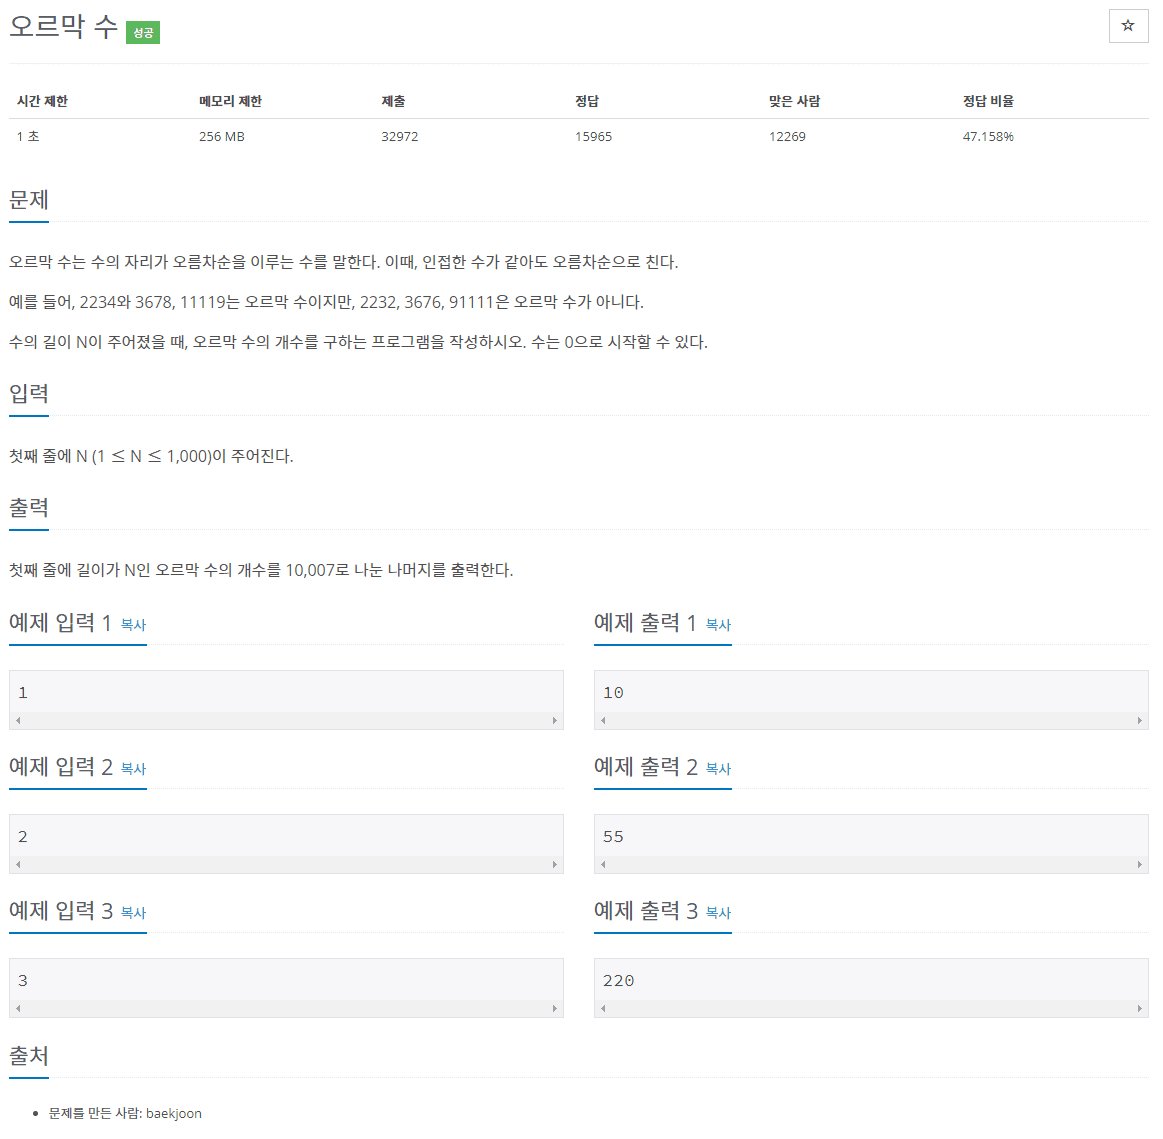 오르막 수 성공
☆
시간 제한 메모리 제한 제출 정답 맞은 사람 정답 비율
1 초 256 MB 32972 15965 12269 47.158%
문제
오르막 수는 수의 자리가 오름차순을 이루는 수를 말한다. 이때, 인접한 수가 같아도 오름차순으로 친다.
예를 들어, 2234와 3678, 11119는 오르막 수이지만, 2232, 3676, 91111은 오르막 수가 아니다.
수의 길이 N이 주어졌을 때, 오르막 수의 개수를 구하는 프로그램을 작성하시오. 수는 0으로 시작할 수 있다.
입력
첫째 줄에 N (1 ≤ N ≤ 1,000)이 주어진다.
출력
첫째 줄에 길이가 N인 오르막 수의 개수를 10,007로 나눈 나머지를 출력한다.
예제 입력 1 복사
1
예제 출력 1 복사
10
예제 입력 2 복사
2
예제 출력 2 복사
55
예제 입력 3 복사
3
예제 출력 3 복사
220
출처
• 문제를 만든 사람: baekjoon